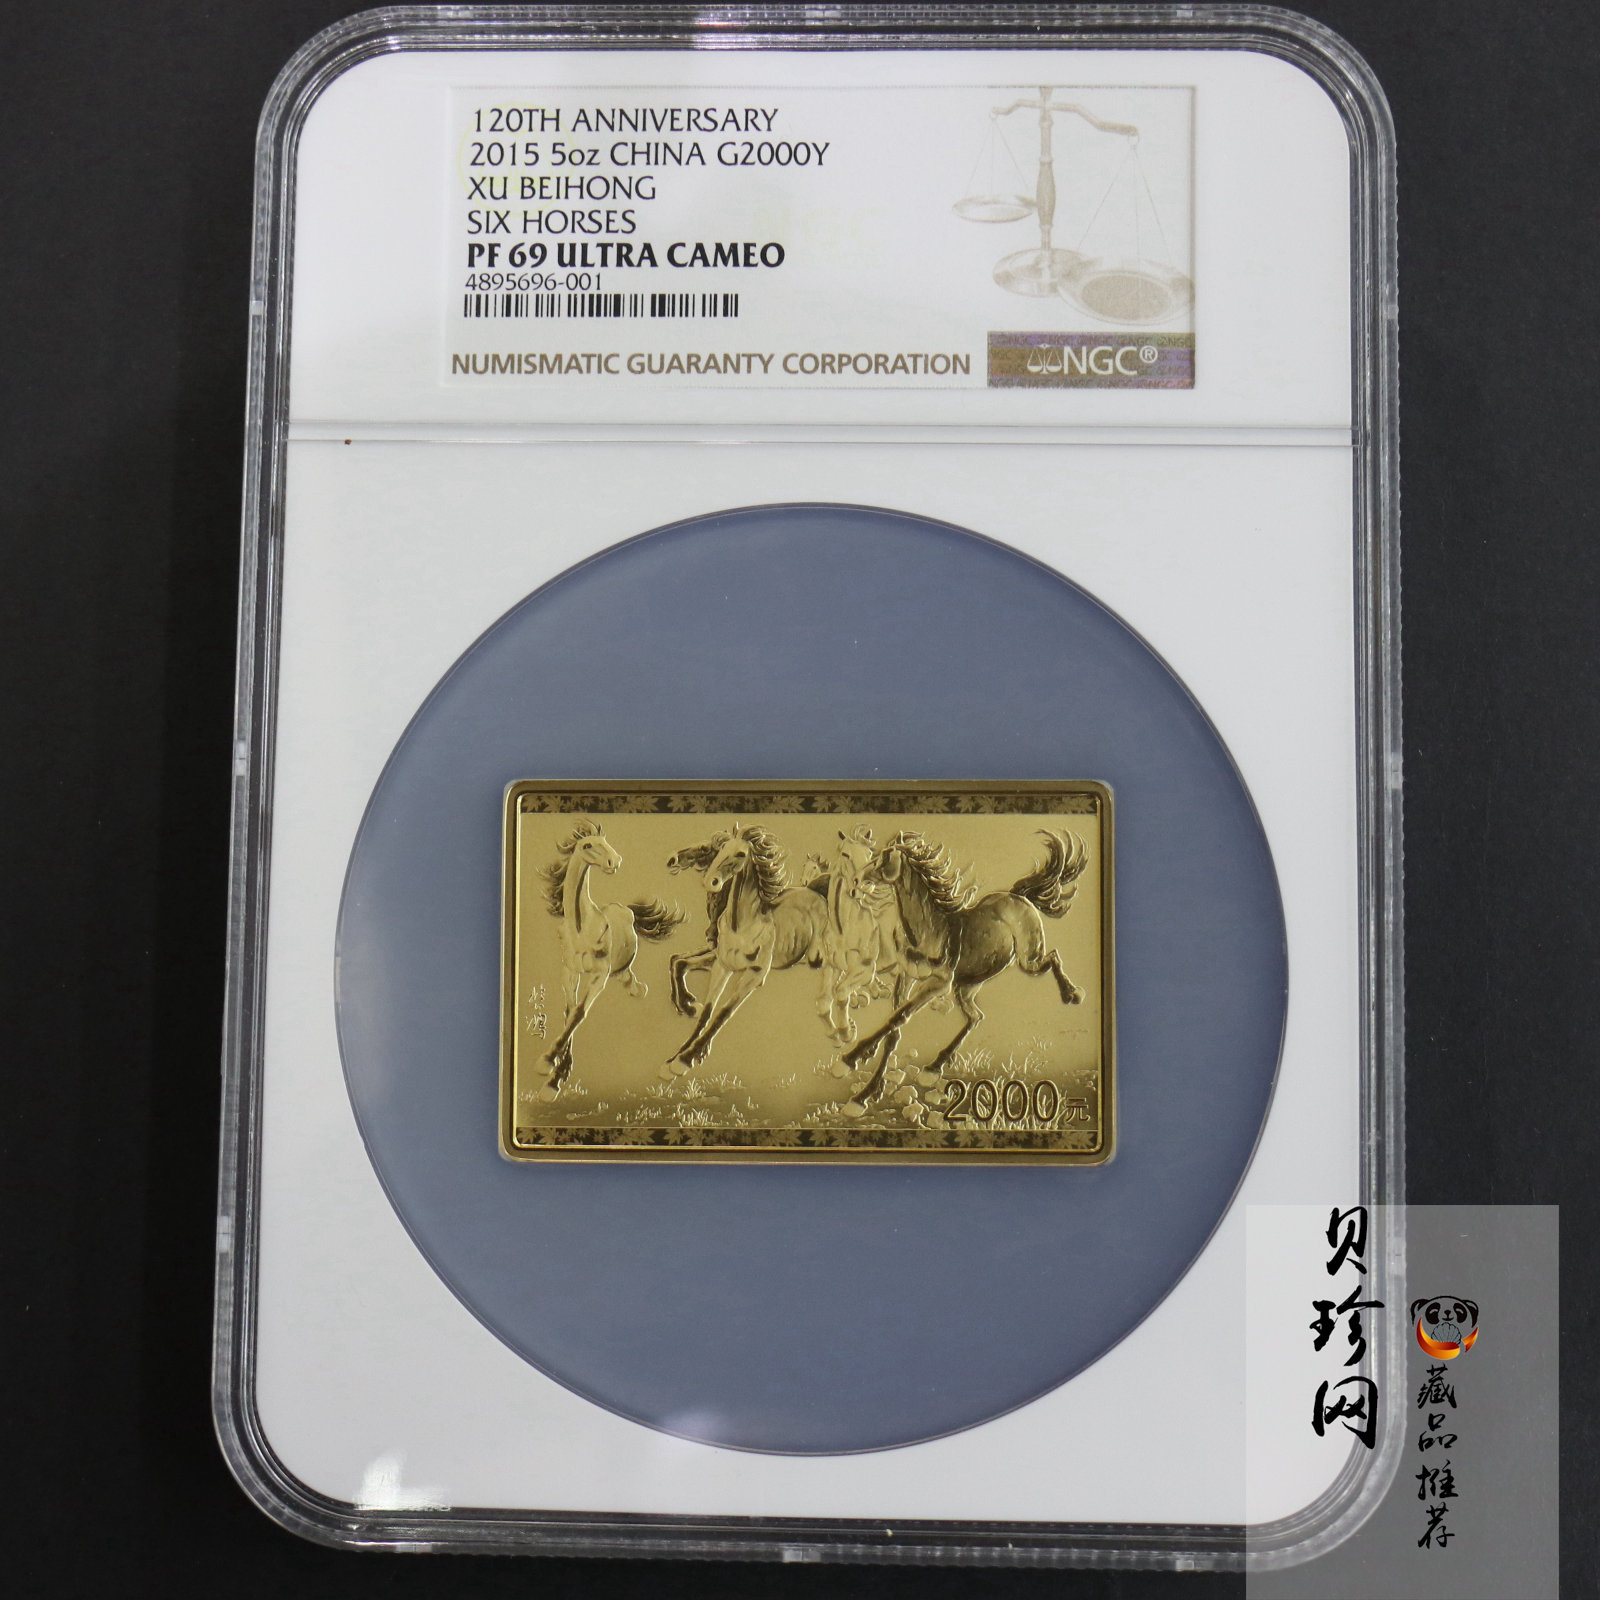 120TH ANNIVERSARY
2015 5oz CHINA G2000Y
XU BEIHONG
SIX HORSES
PF 69 ULTRA CAMEO
4895696-001
NUMISMATIC GUARANTY CORPORATION
NGC®
2000元
贝珍网
藏品推荐